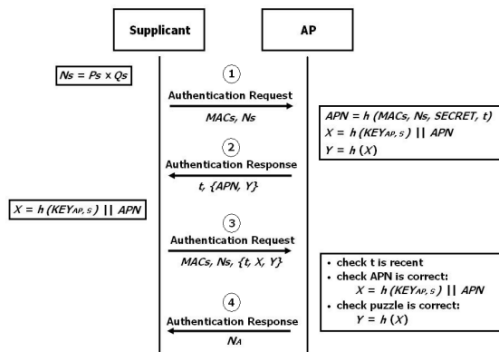 Supplicant
AP
Ns = Ps x Qs
1
Authentication Request
MACs, Ns
APN = h (MACs, Ns, SECRET, t)
X = h (KEYAP, S) || APN
Y = h (X)
2
Authentication Response
t, {APN, Y}
X = h (KEYAP, S) || APN
3
Authentication Request
MACs, Ns, {t, X, Y}
• check t is recent
• check APN is correct:
X = h (KEYAP, S) || APN
• check puzzle is correct:
Y = h (X)
4
Authentication Response
NA